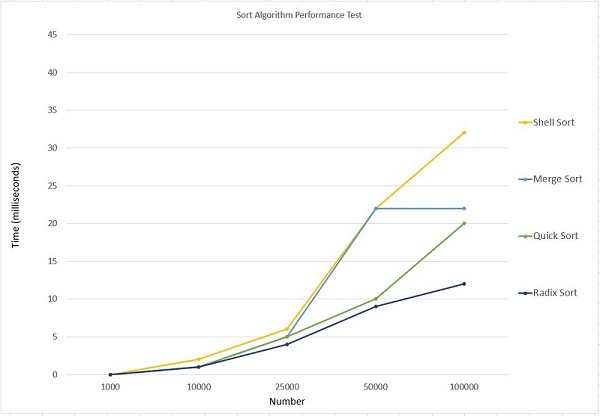 Sort Algorithm Performance Test
45
40
35
30
25
20
15
10
5
0
Time (milliseconds)
1000
10000
25000
50000
100000
Number
Shell Sort
Merge Sort
Quick Sort
Radix Sort